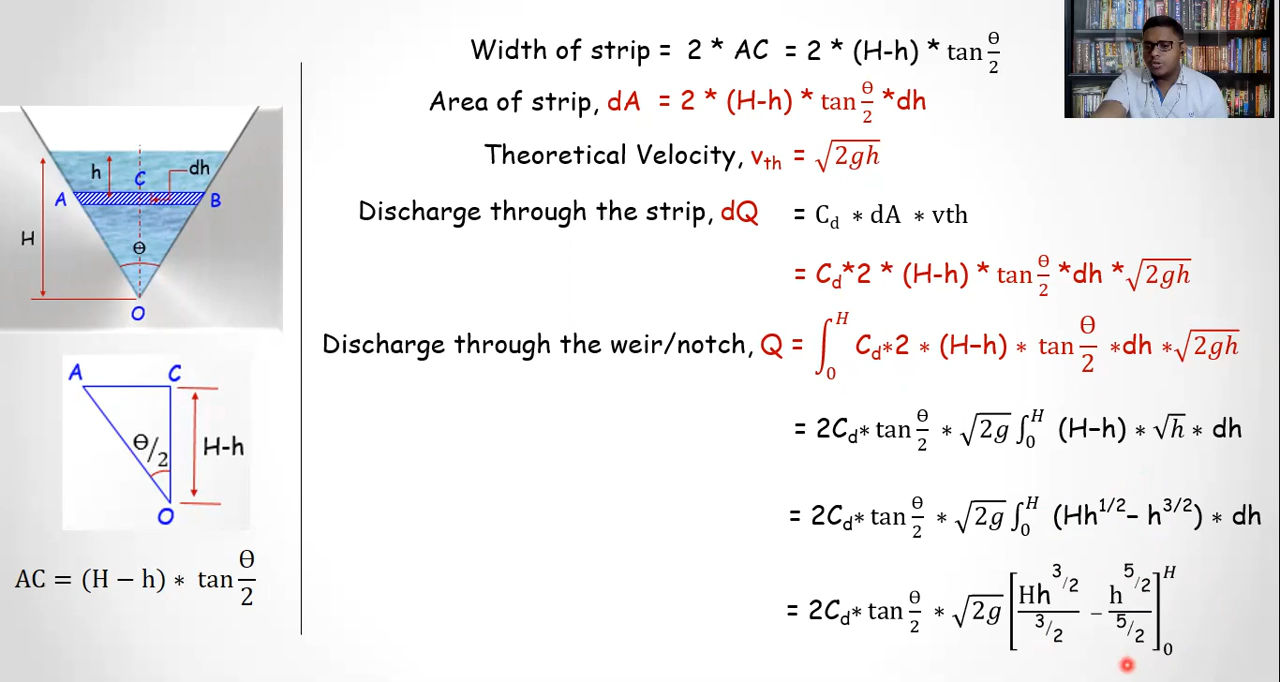 Width of strip = 2 * AC = 2 * (H-h) * tan θ/2
Area of strip, dA = 2 * (H-h) * tan θ/2 *dh
Theoretical Velocity, vth = √2gh
Discharge through the strip, dQ = Cd * dA * vth
= Cd*2 * (H-h) * tan θ/2 *dh *√2gh
Discharge through the weir/notch, Q = ∫₀ᴴ Cd*2 * (H-h) * tan θ/2 *dh *√2gh
= 2Cd* tan θ/2 * √2g ∫₀ᴴ (H-h) * √h * dh
= 2Cd* tan θ/2 * √2g ∫₀ᴴ (Hh^1/2 - h^3/2) * dh
= 2Cd* tan θ/2 * √2g [Hh^3/2 / 3/2 - h^5/2 / 5/2]₀ᴴ
h
C
dh
A
B
H
θ
O
A
C
θ/2
H-h
O
AC = (H - h) * tan θ/2